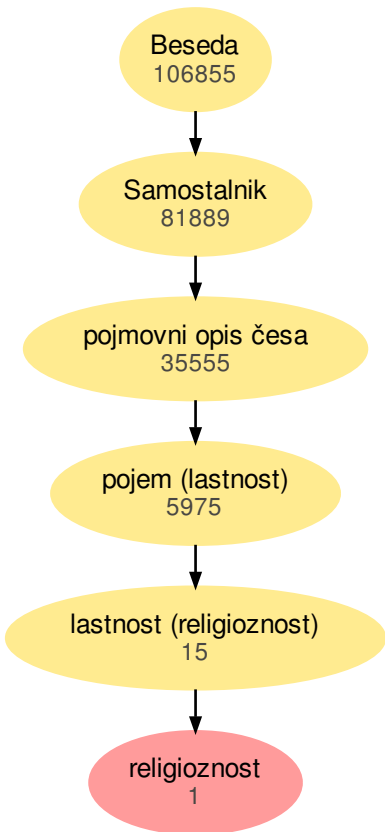 Beseda
106855
Samostalnik
81889
pojmovni opis česa
35555
pojem (lastnost)
5975
lastnost (religioznost)
15
religioznost
1